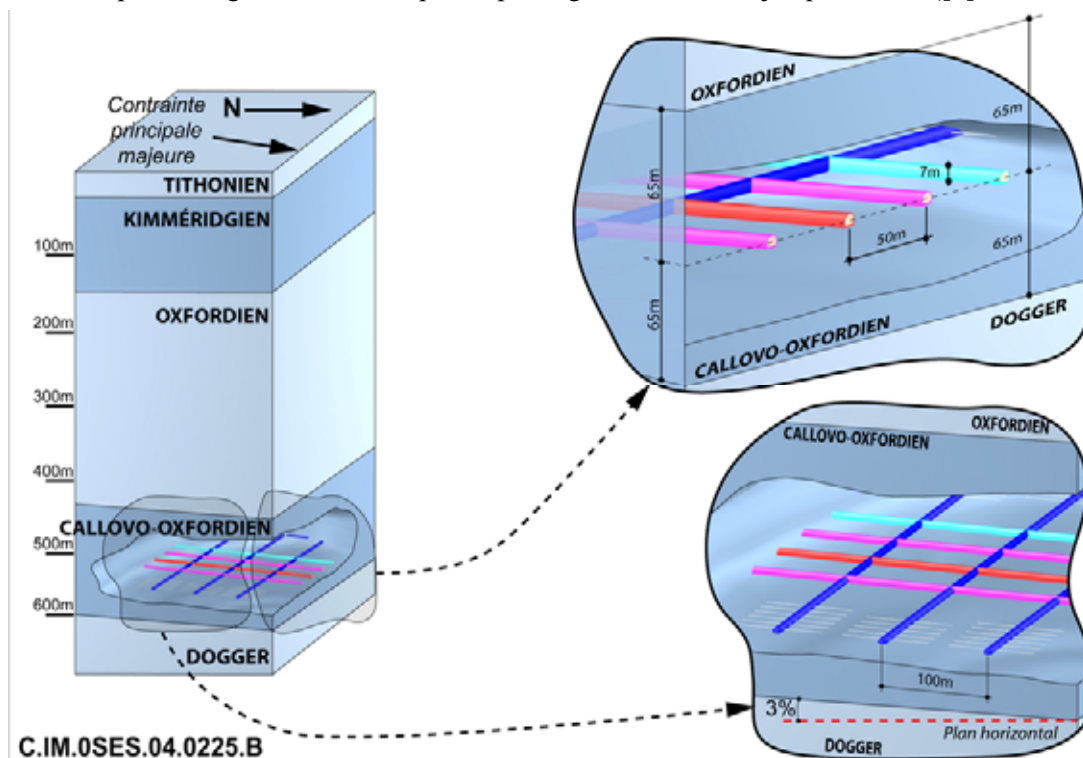 Contrainte
principale
majeure
N
TITHONIEN
KIMMÉRIDGIEN
100m
OXFORDIEN
200m
300m
400m
CALLOVO-OXFORDIEN
500m
600m
DOGGER
C.IM.0SES.04.0225.B
OXFORDIEN
65m
65m
7m
50m
65m
65m
DOGGER
CALLOVO-OXFORDIEN
OXFORDIEN
CALLOVO-OXFORDIEN
100m
3%
Plan horizontal
DOGGER